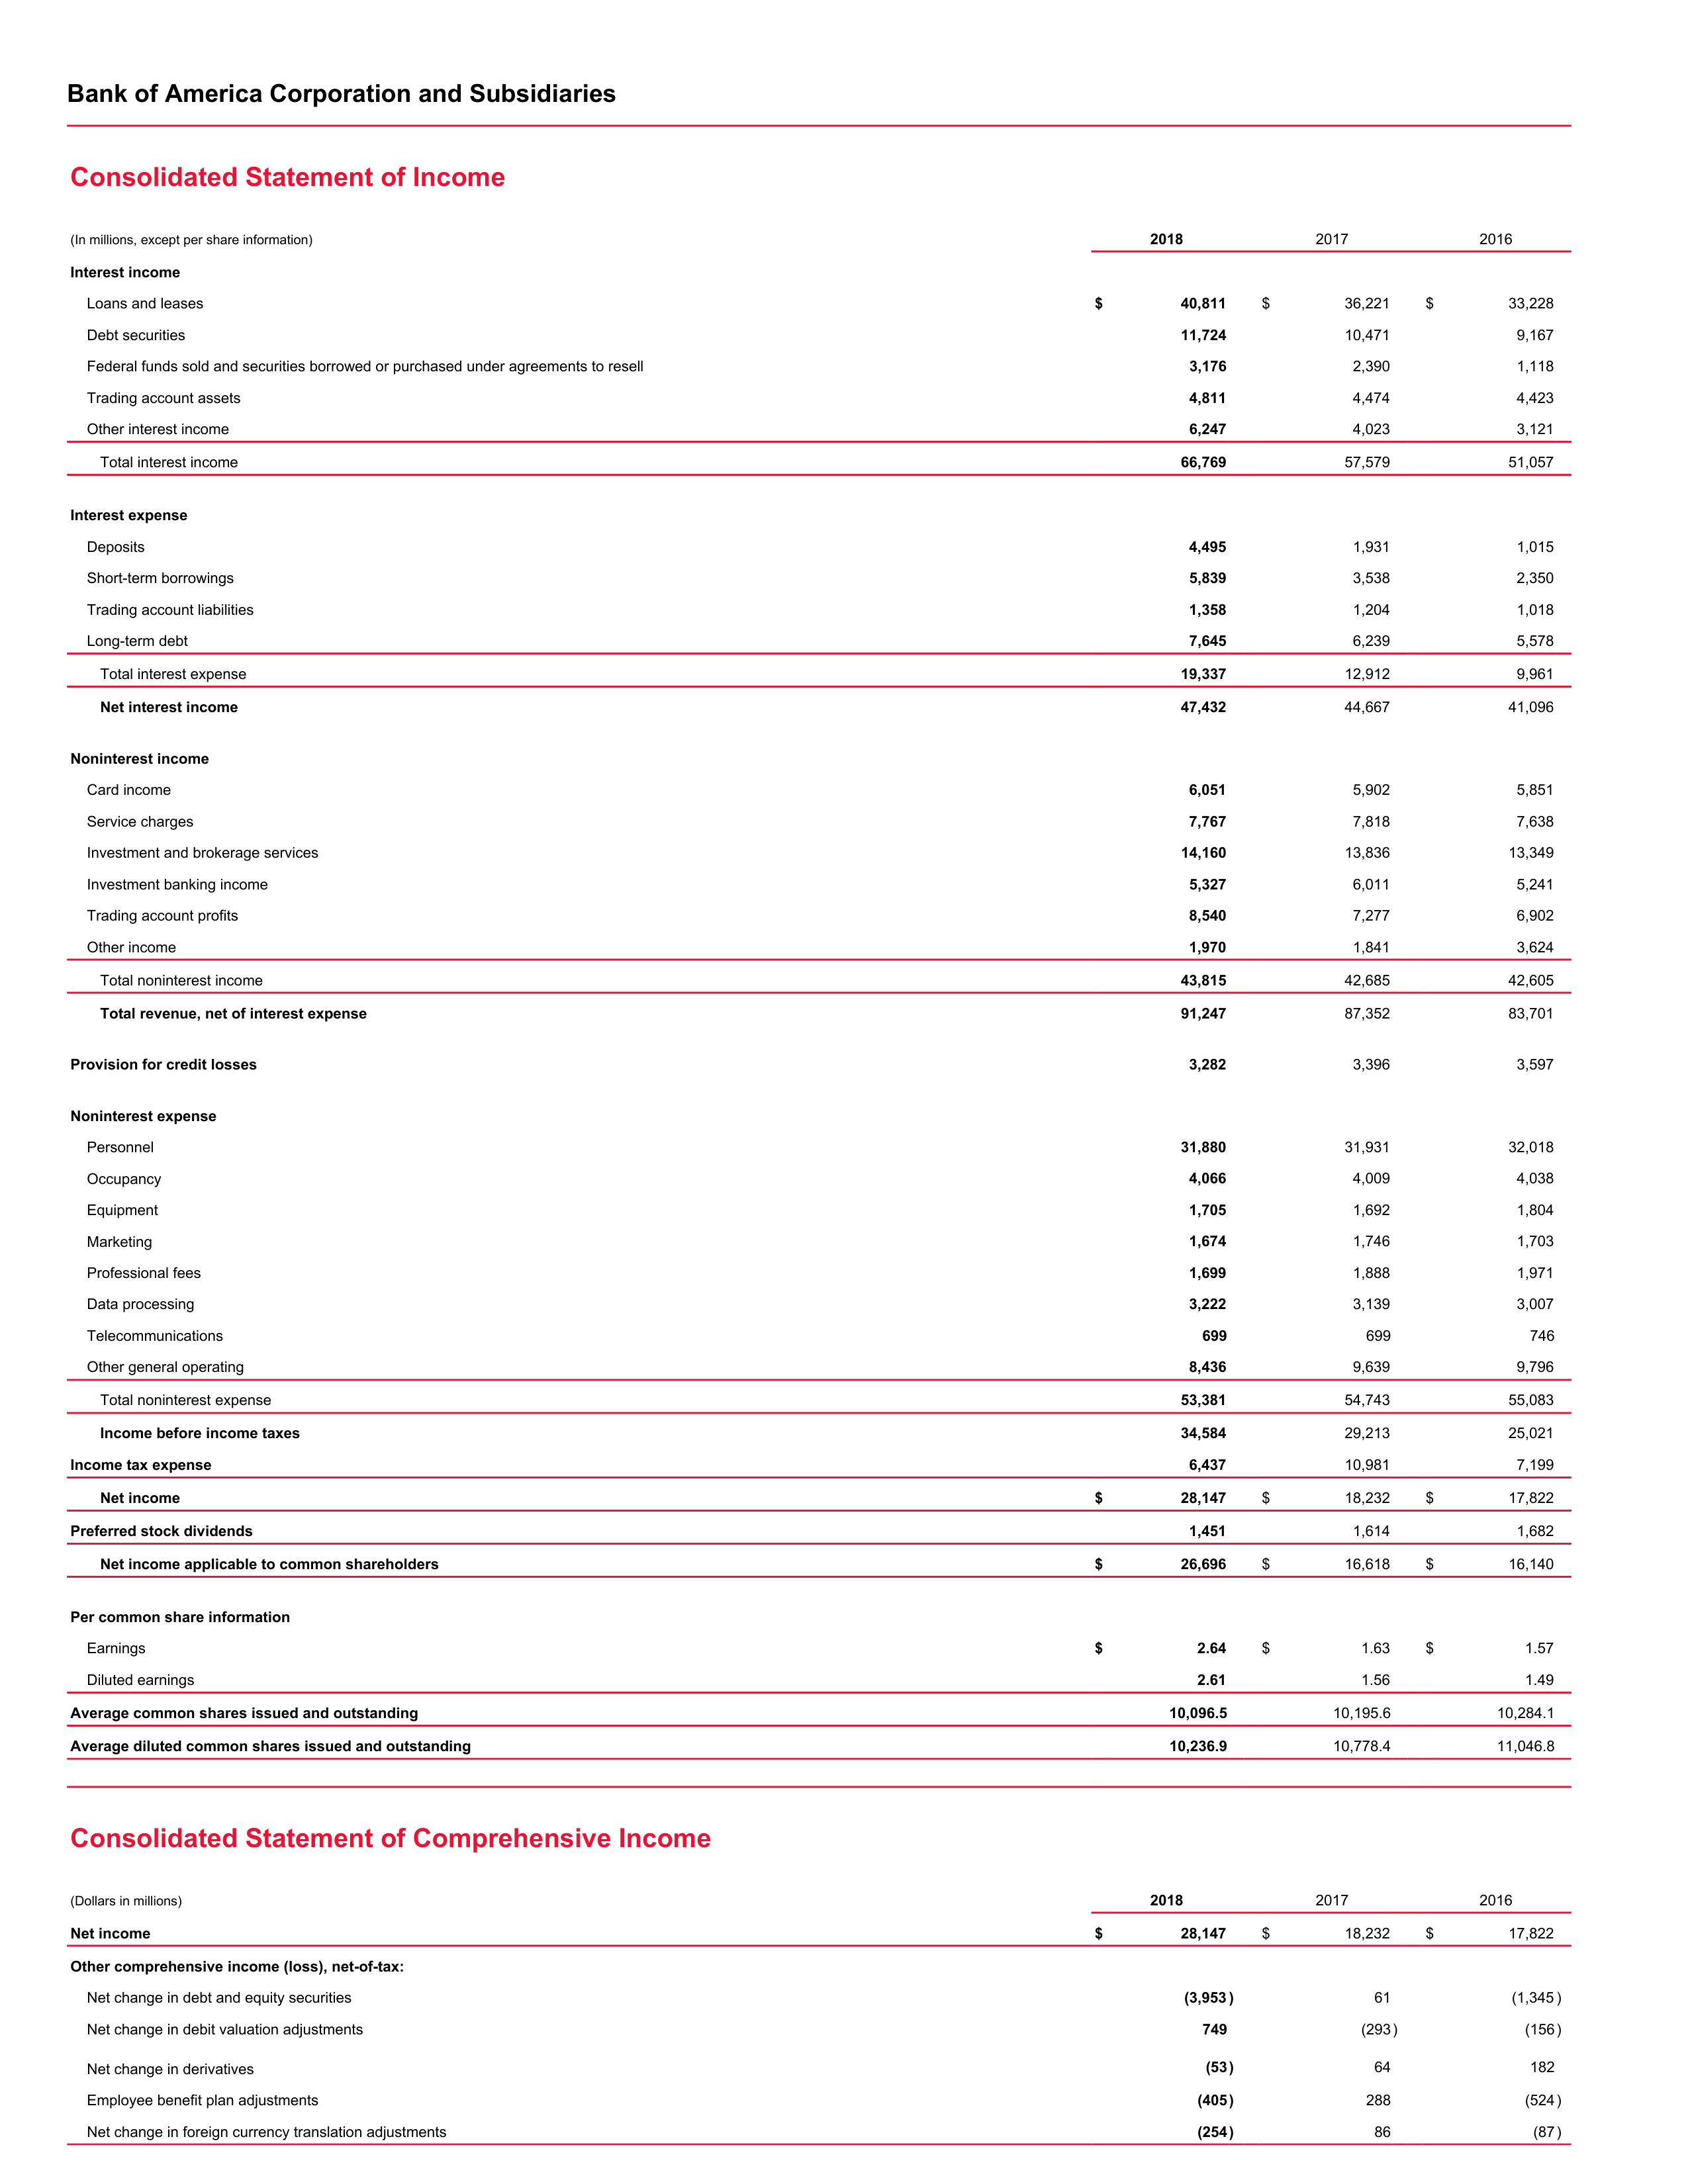 Bank of America Corporation and Subsidiaries
Consolidated Statement of Income
(In millions, except per share information) 2018 2017 2016
Interest income
Loans and leases $ 40,811 $ 36,221 $ 33,228
Debt securities 11,724 10,471 9,167
Federal funds sold and securities borrowed or purchased under agreements to resell 3,176 2,390 1,118
Trading account assets 4,811 4,474 4,423
Other interest income 6,247 4,023 3,121
Total interest income 66,769 57,579 51,057
Interest expense
Deposits 4,495 1,931 1,015
Short-term borrowings 5,839 3,538 2,350
Trading account liabilities 1,358 1,204 1,018
Long-term debt 7,645 6,239 5,578
Total interest expense 19,337 12,912 9,961
Net interest income 47,432 44,667 41,096
Noninterest income
Card income 6,051 5,902 5,851
Service charges 7,767 7,818 7,638
Investment and brokerage services 14,160 13,836 13,349
Investment banking income 5,327 6,011 5,241
Trading account profits 8,540 7,277 6,902
Other income 1,970 1,841 3,624
Total noninterest income 43,815 42,685 42,605
Total revenue, net of interest expense 91,247 87,352 83,701
Provision for credit losses 3,282 3,396 3,597
Noninterest expense
Personnel 31,880 31,931 32,018
Occupancy 4,066 4,009 4,038
Equipment 1,705 1,692 1,804
Marketing 1,674 1,746 1,703
Professional fees 1,699 1,888 1,971
Data processing 3,222 3,139 3,007
Telecommunications 699 699 746
Other general operating 8,436 9,639 9,796
Total noninterest expense 53,381 54,743 55,083
Income before income taxes 34,584 29,213 25,021
Income tax expense 6,437 10,981 7,199
Net income $ 28,147 $ 18,232 $ 17,822
Preferred stock dividends 1,451 1,614 1,682
Net income applicable to common shareholders $ 26,696 $ 16,618 $ 16,140
Per common share information
Earnings $ 2.64 $ 1.63 $ 1.57
Diluted earnings 2.61 1.56 1.49
Average common shares issued and outstanding 10,096.5 10,195.6 10,284.1
Average diluted common shares issued and outstanding 10,236.9 10,778.4 11,046.8
Consolidated Statement of Comprehensive Income
(Dollars in millions) 2018 2017 2016
Net income $ 28,147 $ 18,232 $ 17,822
Other comprehensive income (loss), net-of-tax:
Net change in debt and equity securities (3,953) 61 (1,345)
Net change in debit valuation adjustments 749 (293) (156)
Net change in derivatives (53) 64 182
Employee benefit plan adjustments (405) 288 (524)
Net change in foreign currency translation adjustments (254) 86 (87)